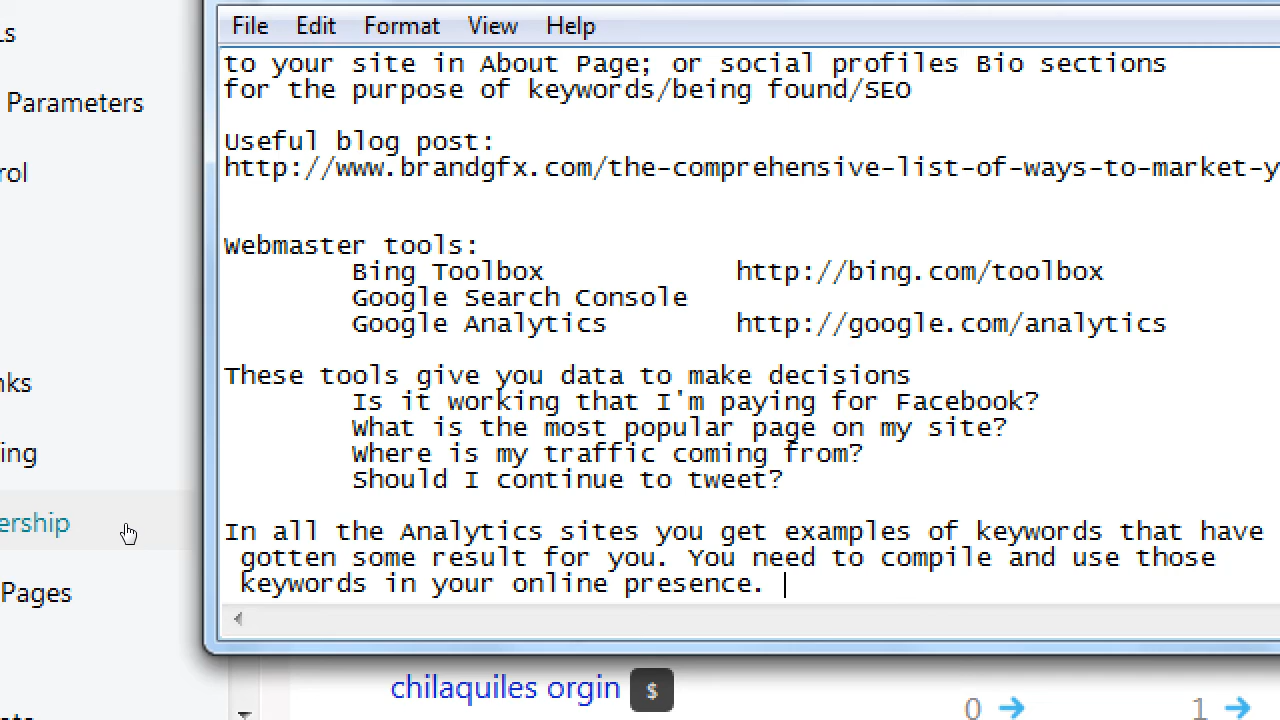 File Edit Format View Help
to your site in About Page; or social profiles Bio sections
for the purpose of keywords/being found/SEO
Useful blog post:
http://www.brandgfx.com/the-comprehensive-list-of-ways-to-market-y
Webmaster tools:
Bing Toolbox http://bing.com/toolbox
Google Search Console
Google Analytics http://google.com/analytics
These tools give you data to make decisions
Is it working that I'm paying for Facebook?
What is the most popular page on my site?
Where is my traffic coming from?
Should I continue to tweet?
In all the Analytics sites you get examples of keywords that have
gotten some result for you. You need to compile and use those
keywords in your online presence.
Ls
Parameters
rol
nks
ing
ership
Pages
chilaquiles orgin $
0 → 1 →